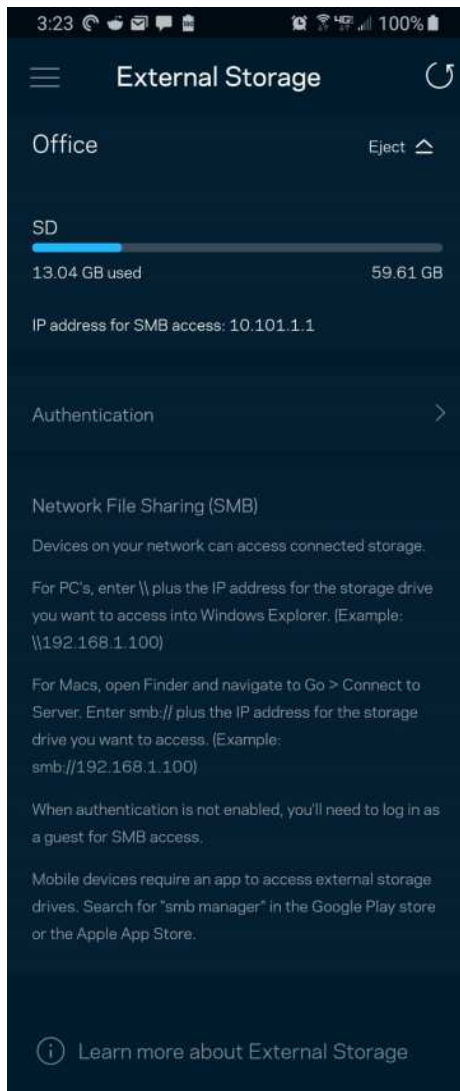 3:23 100%
External Storage
Office
Eject
SD
13.04 GB used 59.61 GB
IP address for SMB access: 10.101.1.1
Authentication
Network File Sharing (SMB)
Devices on your network can access connected storage.
For PC's, enter \\ plus the IP address for the storage drive
you want to access into Windows Explorer. (Example:
\\192.168.1.100)
For Macs, open Finder and navigate to Go > Connect to
Server. Enter smb:// plus the IP address for the storage
drive you want to access. (Example:
smb://192.168.1.100)
When authentication is not enabled, you'll need to log in as
a guest for SMB access.
Mobile devices require an app to access external storage
drives. Search for "smb manager" in the Google Play store
or the Apple App Store.
Learn more about External Storage